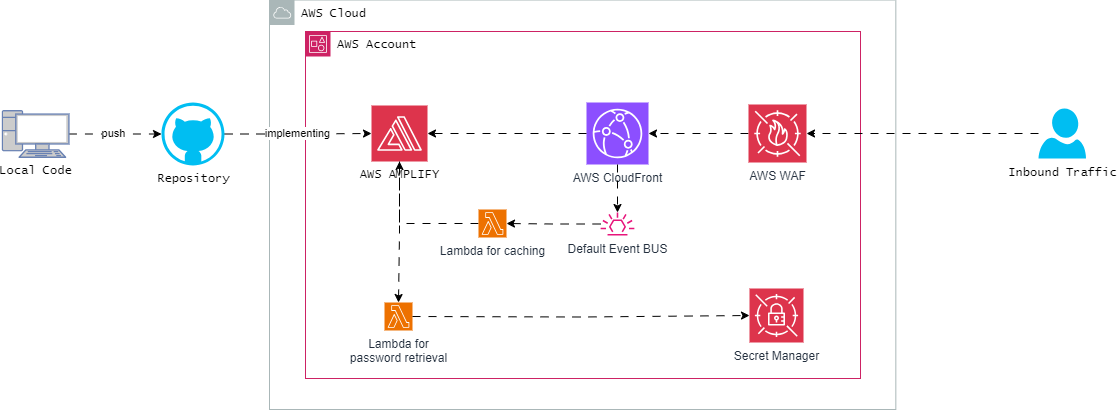 AWS Cloud
AWS Account
push
implementing
Local Code
Repository
AWS AMPLIFY
AWS CloudFront
AWS WAF
Inbound Traffic
Lambda for caching
Default Event BUS
Lambda for
password retrieval
Secret Manager